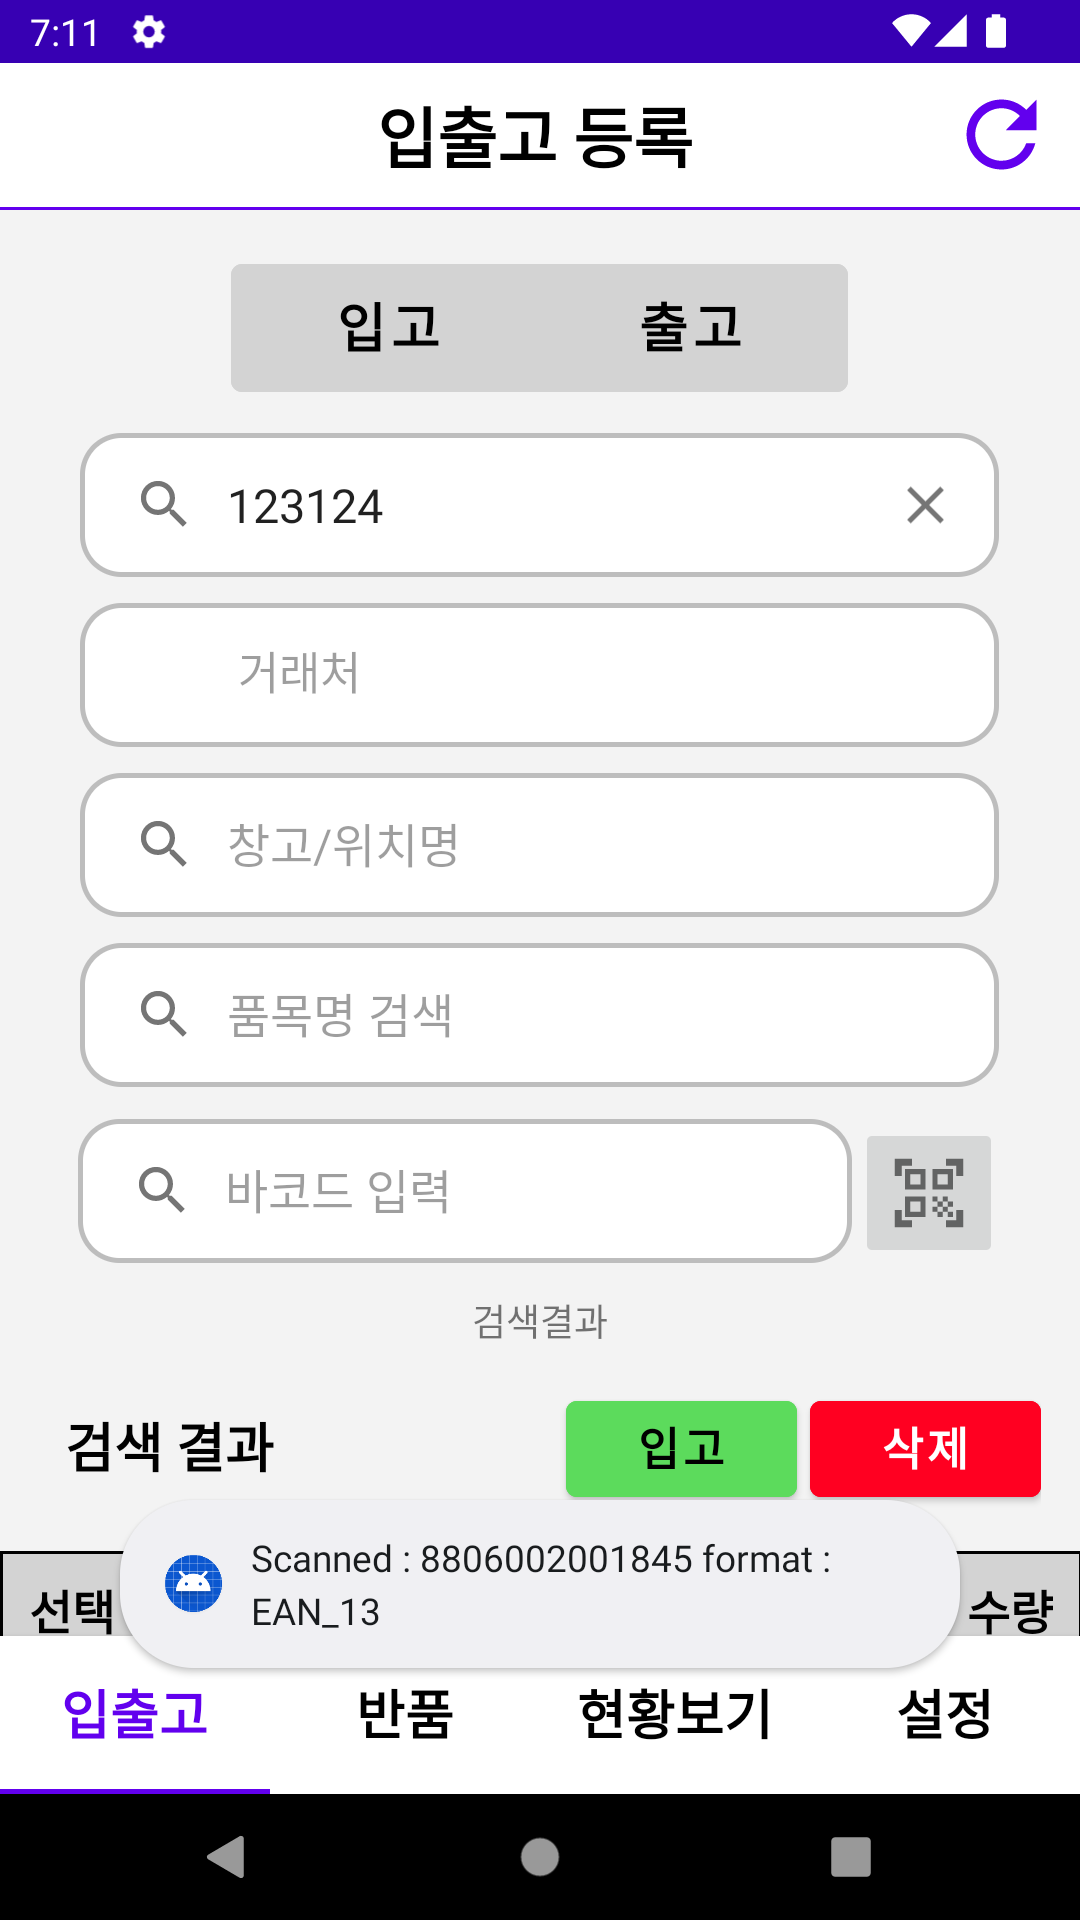 7:11
입출고 등록
입고 출고
123124
거래처
창고/위치명
품목명 검색
바코드 입력
검색결과
검색 결과 입고 삭제
선택 수량
Scanned : 8806002001845 format :
EAN_13
입출고 반품 현황보기 설정